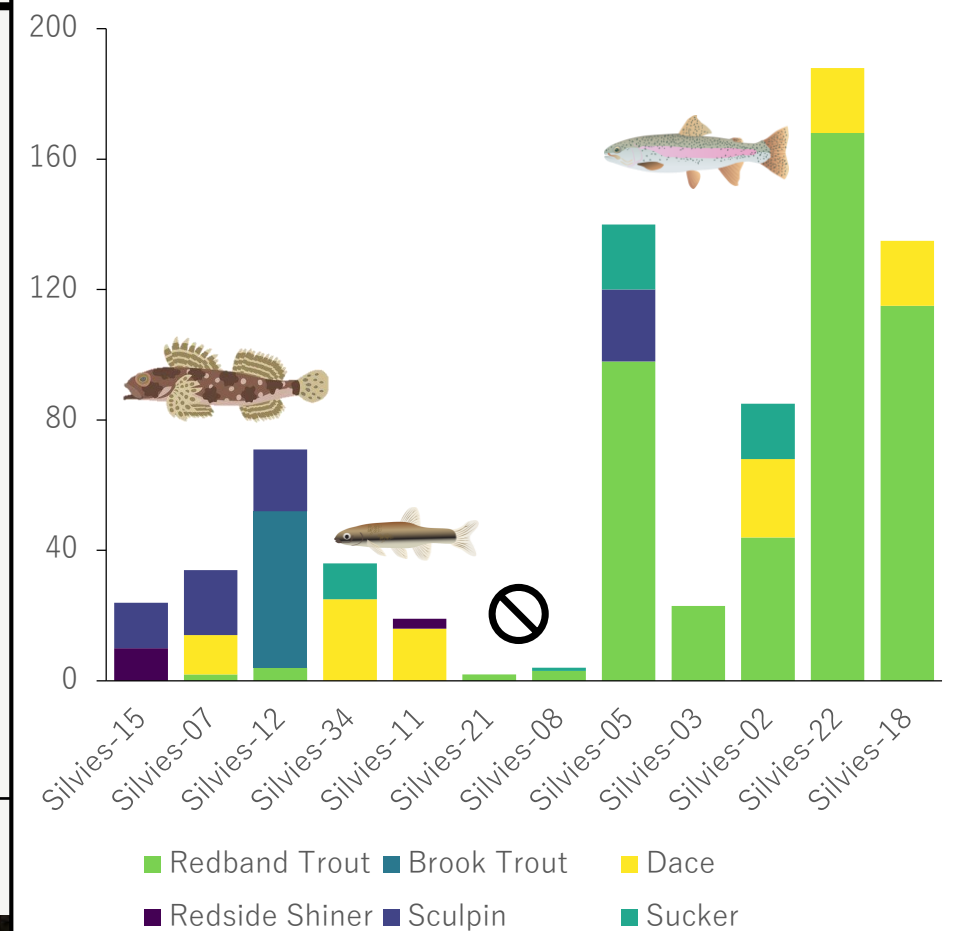 200
160
120
80
40
0
Silvies-15 Silvies-07 Silvies-12 Silvies-34 Silvies-11 Silvies-21 Silvies-08 Silvies-05 Silvies-03 Silvies-02 Silvies-22 Silvies-18
Redband Trout Brook Trout Dace
Redside Shiner Sculpin Sucker